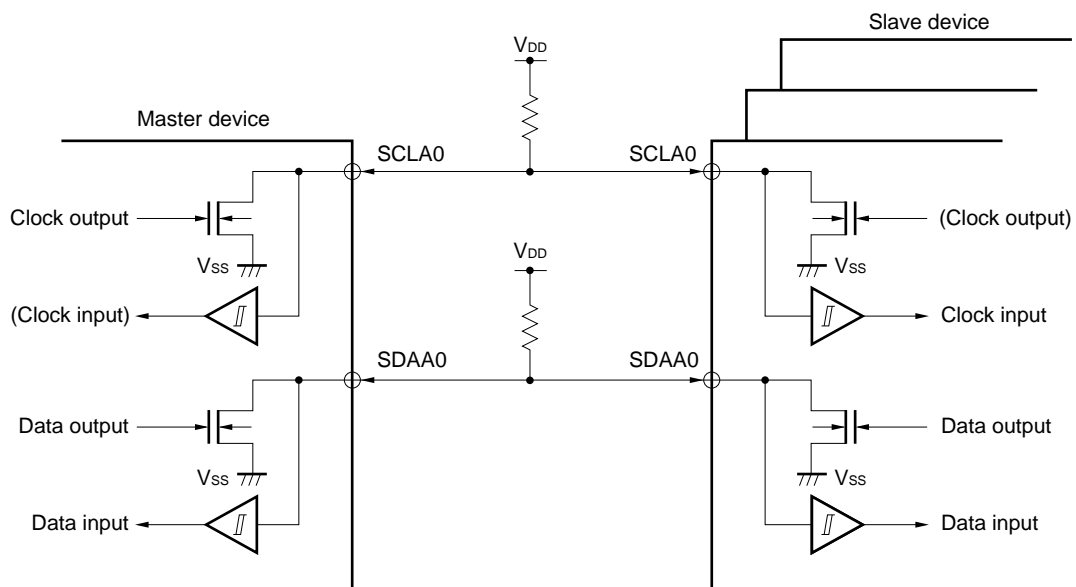 Slave device
VDD
Master device
SCLA0 SCLA0
Clock output (Clock output)
VSS VSS
VDD
(Clock input) Clock input
SDAA0 SDAA0
Data output Data output
VSS VSS
Data input Data input